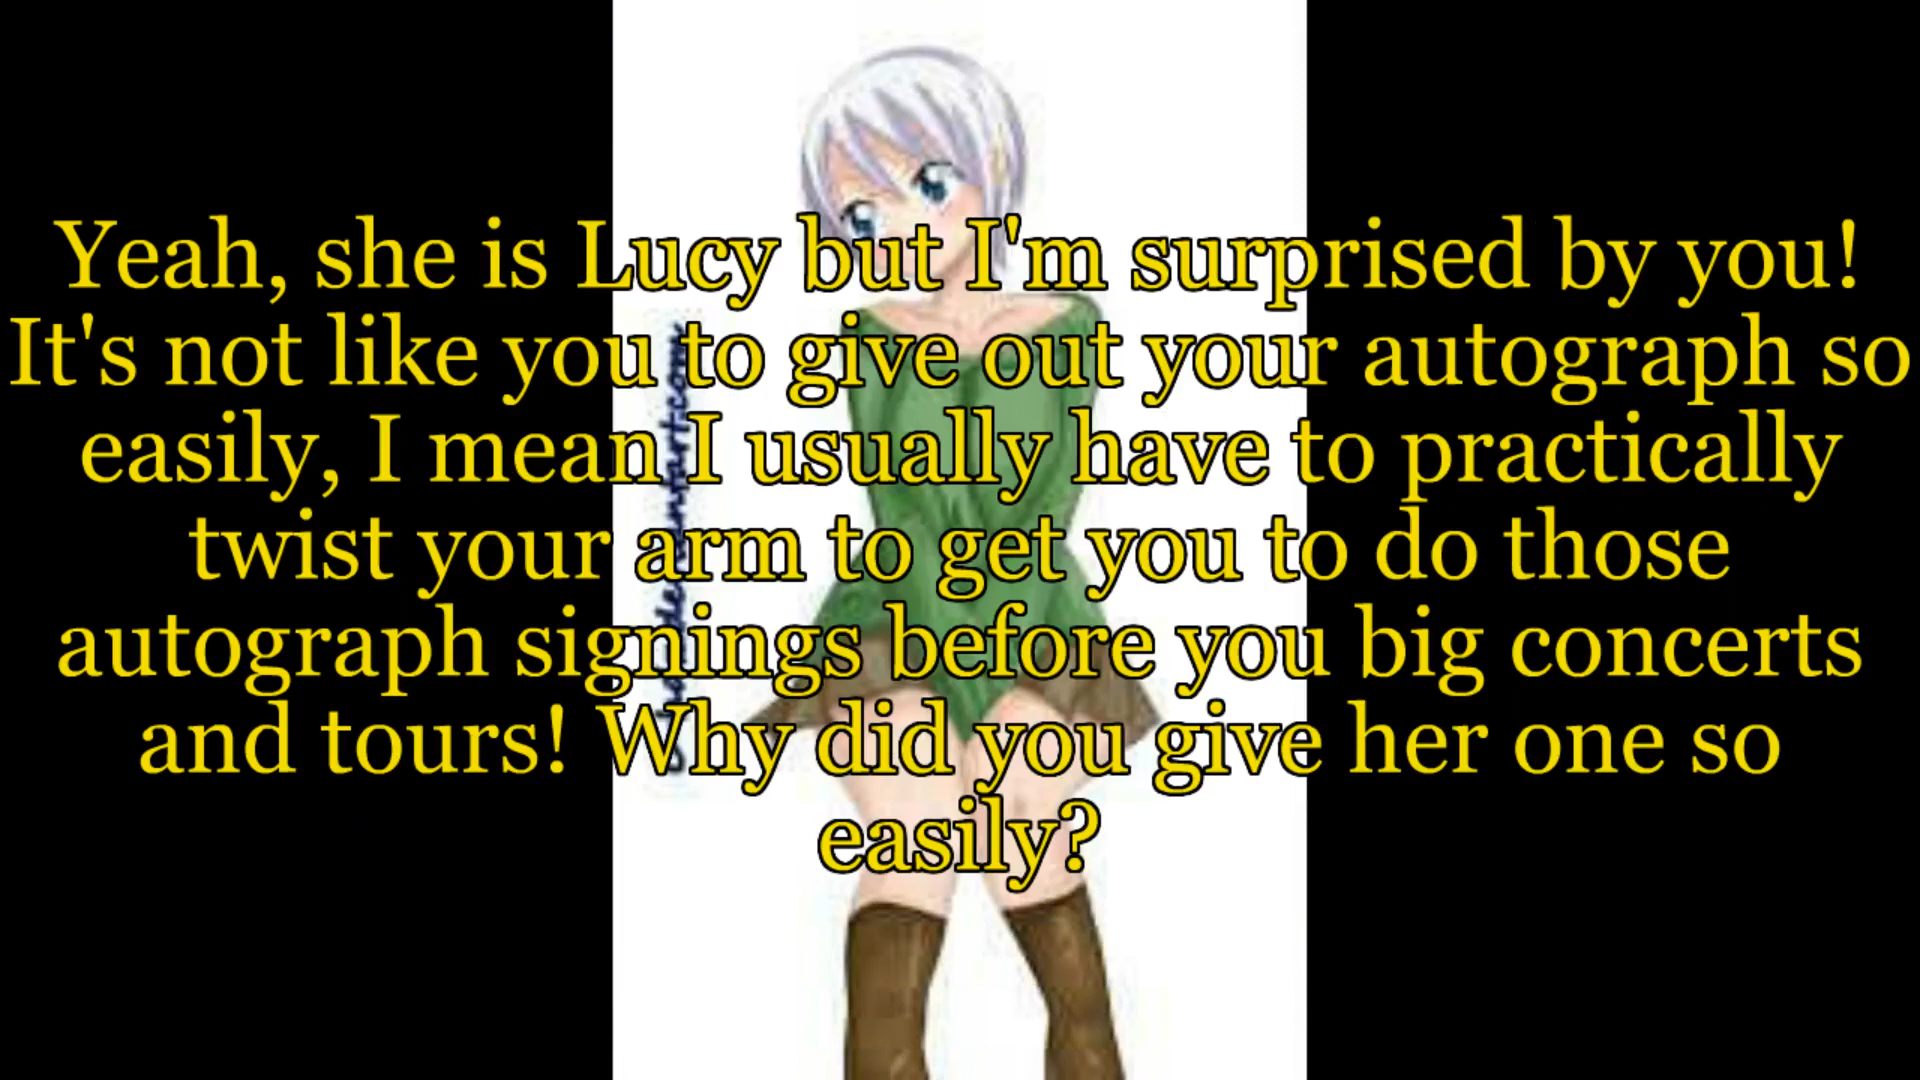 Yeah, she is Lucy but I'm surprised by you!
It's not like you to give out your autograph so
easily, I mean I usually have to practically
twist your arm to get you to do those
autograph signings before you big concerts
and tours! Why did you give her one so
easily?